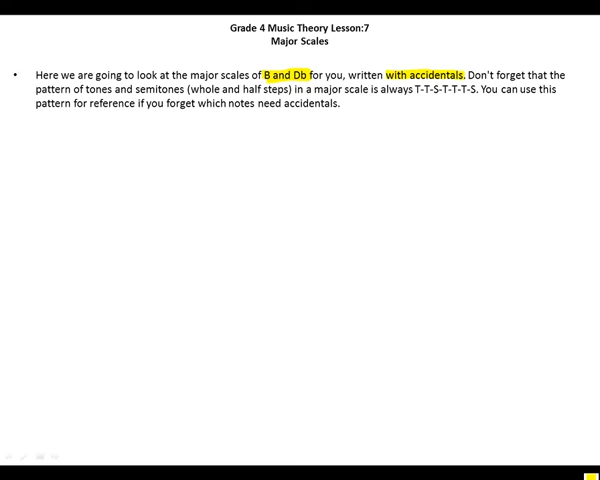 Grade 4 Music Theory Lesson:7
Major Scales
• Here we are going to look at the major scales of B and Db for you, written with accidentals. Don't forget that the
pattern of tones and semitones (whole and half steps) in a major scale is always T-T-S-T-T-T-S. You can use this
pattern for reference if you forget which notes need accidentals.